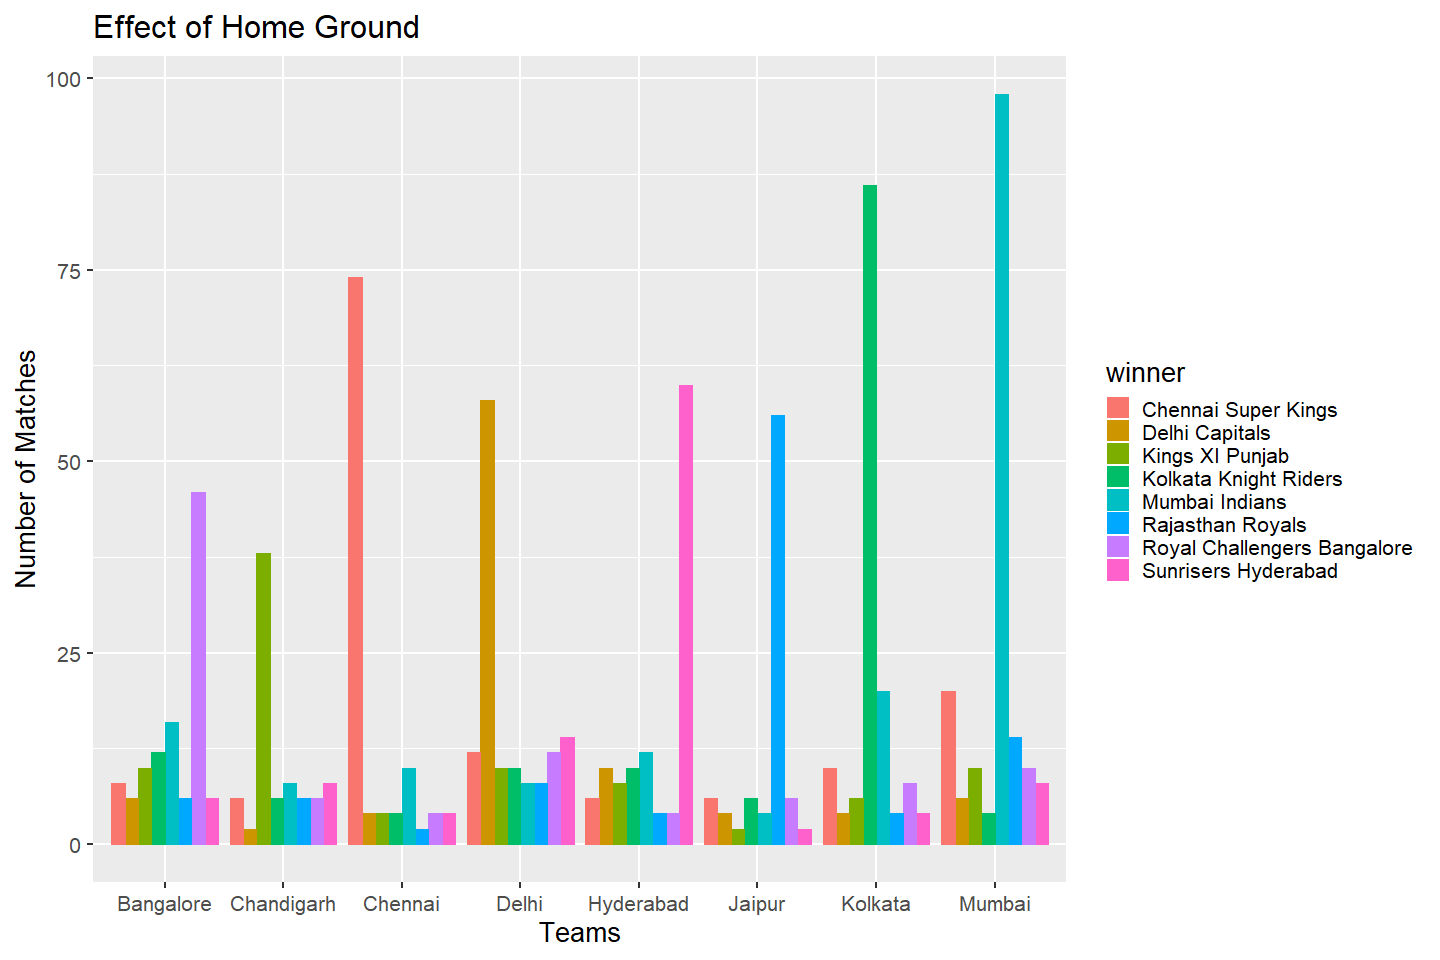 Effect of Home Ground
Number of Matches
100
75
50
25
0
Bangalore Chandigarh Chennai Delhi Hyderabad Jaipur Kolkata Mumbai
Teams
winner
Chennai Super Kings
Delhi Capitals
Kings XI Punjab
Kolkata Knight Riders
Mumbai Indians
Rajasthan Royals
Royal Challengers Bangalore
Sunrisers Hyderabad